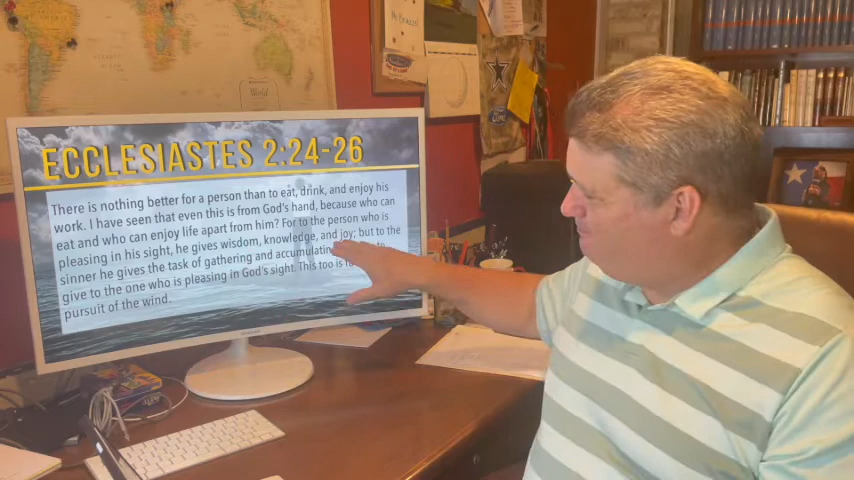 World
Ford
ECCLESIASTES 2:24-26
There is nothing better for a person than to eat, drink, and enjoy his
work. I have seen that even this is from God's hand, because who can
eat and who can enjoy life apart from him? For to the person who is
pleasing in his sight, he gives wisdom, knowledge, and joy; but to the
sinner he gives the task of gathering and accumulating
give to the one who is pleasing in God's sight. This too is
pursuit of the wind.